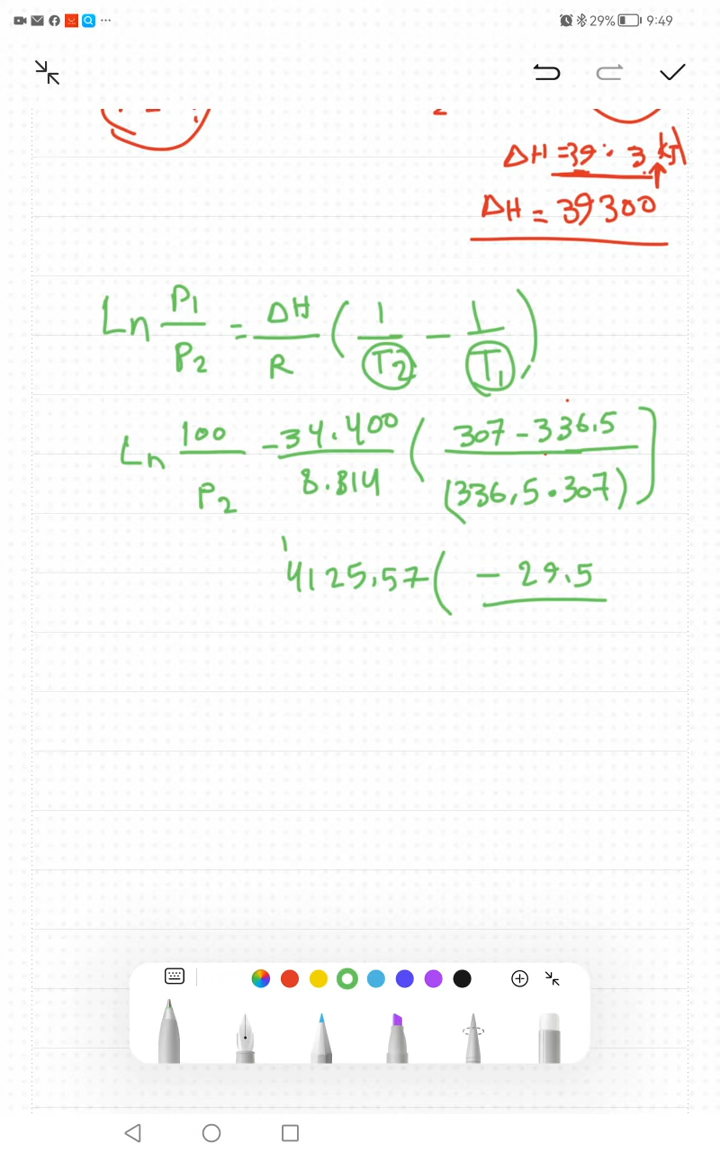 29% 9:49
ΔH = 39.3 kJ
ΔH = 39300
Ln P1/P2 = ΔH/R (1/T2 - 1/T1)
Ln 100/P2 - 34.400/8.814 (307 - 336.5/(336,5 . 307))
4125,57 ( - 29.5